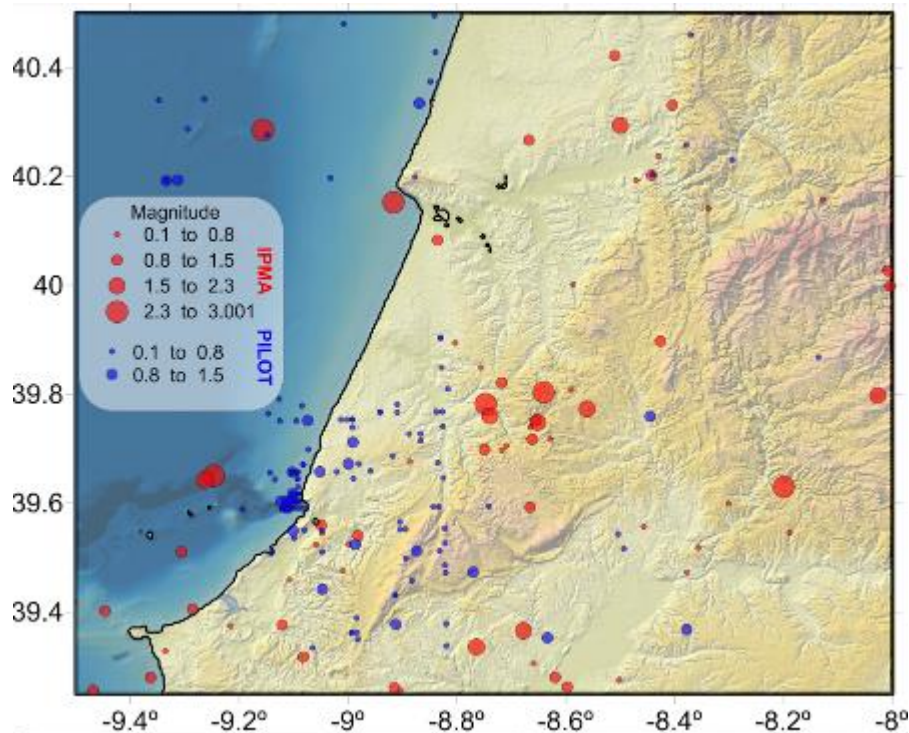 40.4
40.2
40
39.8
39.6
39.4
Magnitude
0.1 to 0.8
0.8 to 1.5
1.5 to 2.3
2.3 to 3.001
IPMA
0.1 to 0.8
0.8 to 1.5
PILOT
-9.4º -9.2º -9º -8.8º -8.6º -8.4º -8.2º -8º